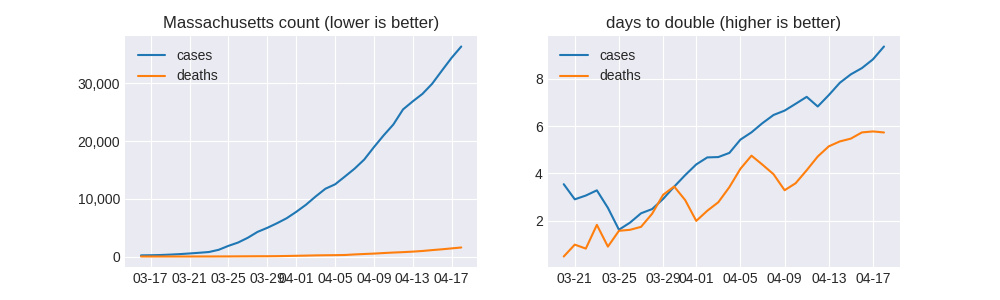 Massachusetts count (lower is better)
cases
deaths
30,000
20,000
10,000
0
03-17 03-21 03-25 03-29 04-01 04-05 04-09 04-13 04-17
days to double (higher is better)
cases
deaths
8
6
4
2
03-21 03-25 03-29 04-01 04-05 04-09 04-13 04-17